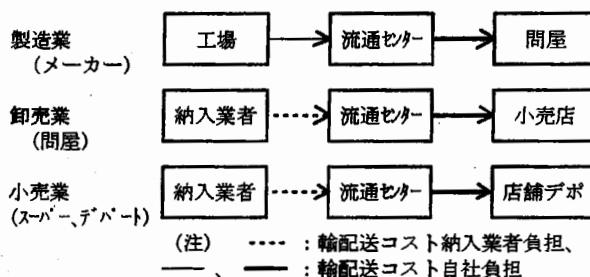 製造業
(メーカー)
工場
流通センター
問屋
卸売業
(問屋)
納入業者
流通センター
小売店
小売業
(スーパー、デパート)
納入業者
流通センター
店舗デポ
(注) ---- : 輸配送コスト納入業者負担、
——、—— : 輸配送コスト自社負担